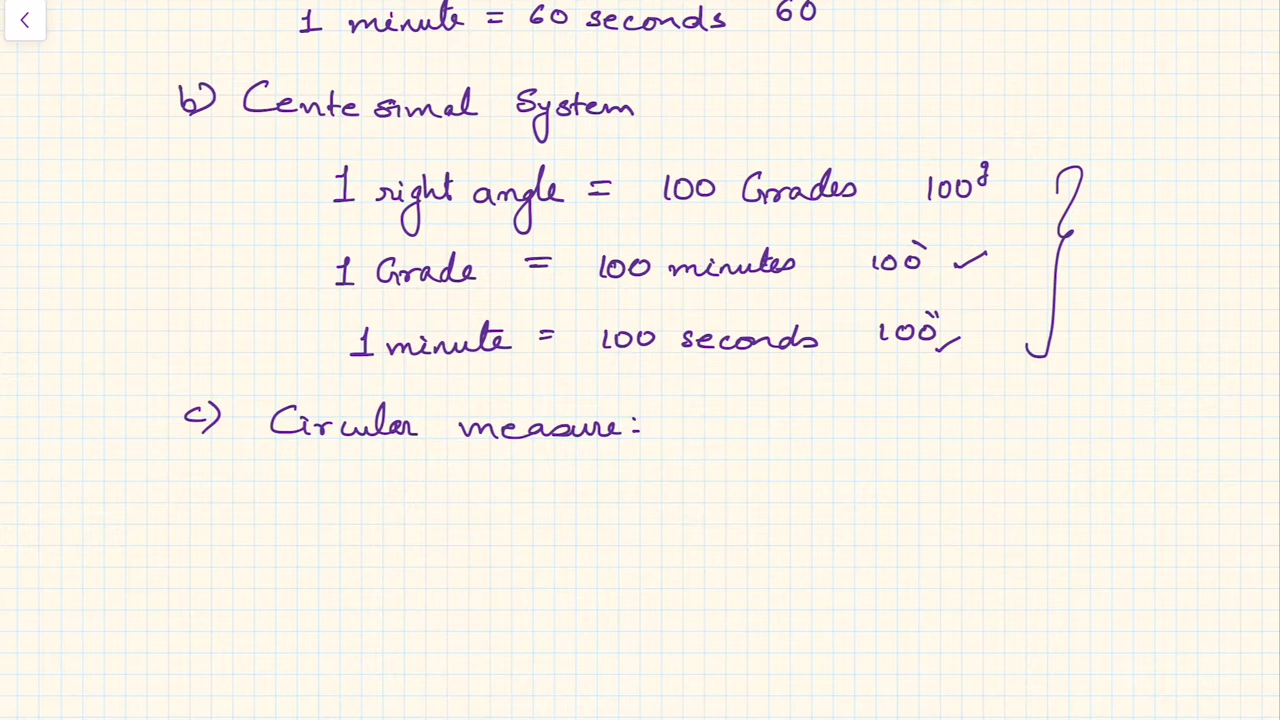 1 minute = 60 seconds 60
b) Centesimal System
1 right angle = 100 Grades 100g
1 Grade = 100 minutes 100`
1 minute = 100 seconds 100``
c) Circular measure: